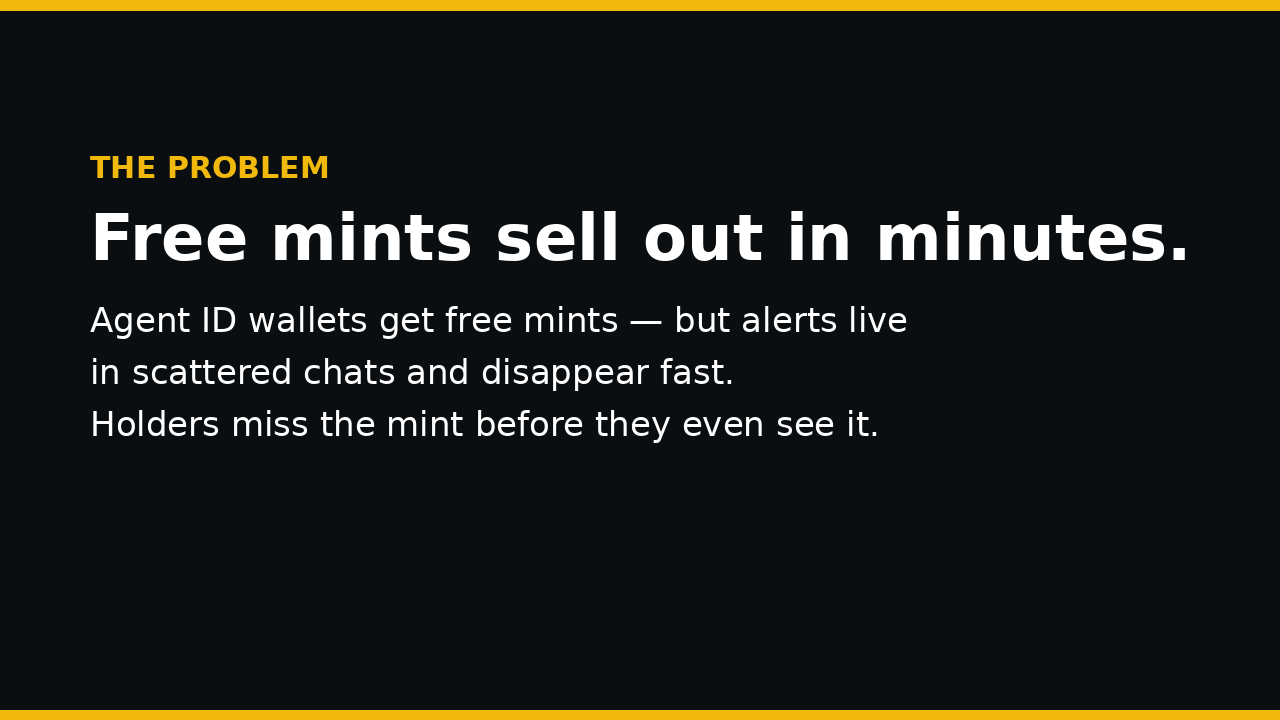 THE PROBLEM
Free mints sell out in minutes.
Agent ID wallets get free mints — but alerts live
in scattered chats and disappear fast.
Holders miss the mint before they even see it.